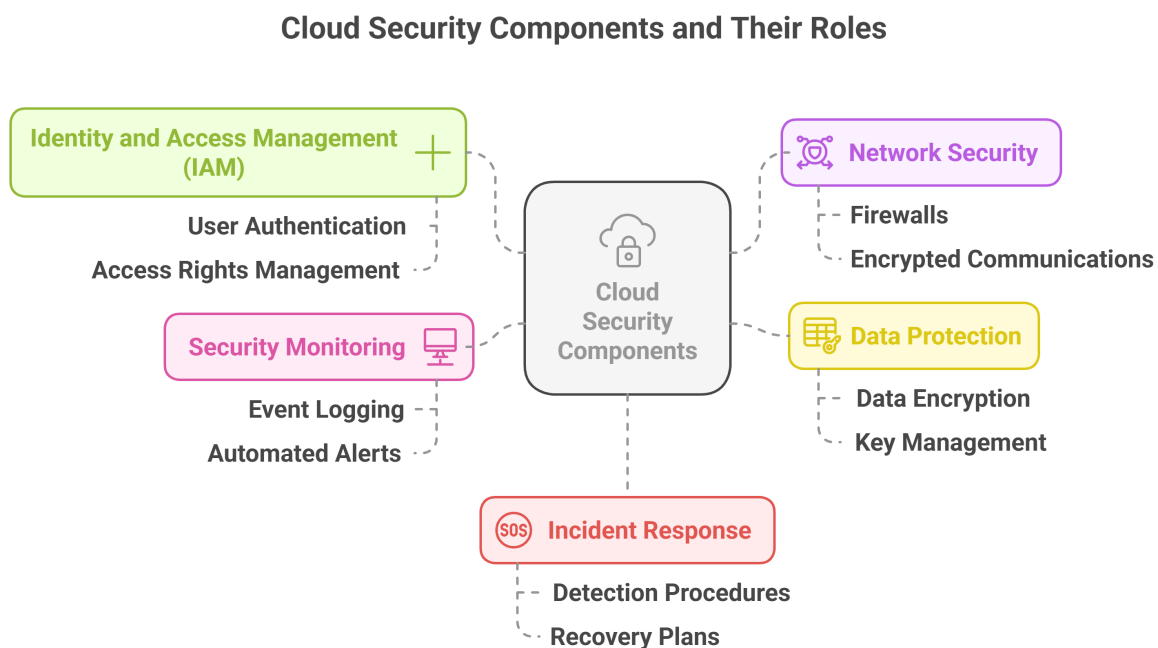 Cloud Security Components and Their Roles
Identity and Access Management
(IAM)
User Authentication
Access Rights Management
Security Monitoring
Event Logging
Automated Alerts
Cloud
Security
Components
Network Security
Firewalls
Encrypted Communications
Data Protection
Data Encryption
Key Management
SOS
Incident Response
Detection Procedures
Recovery Plans